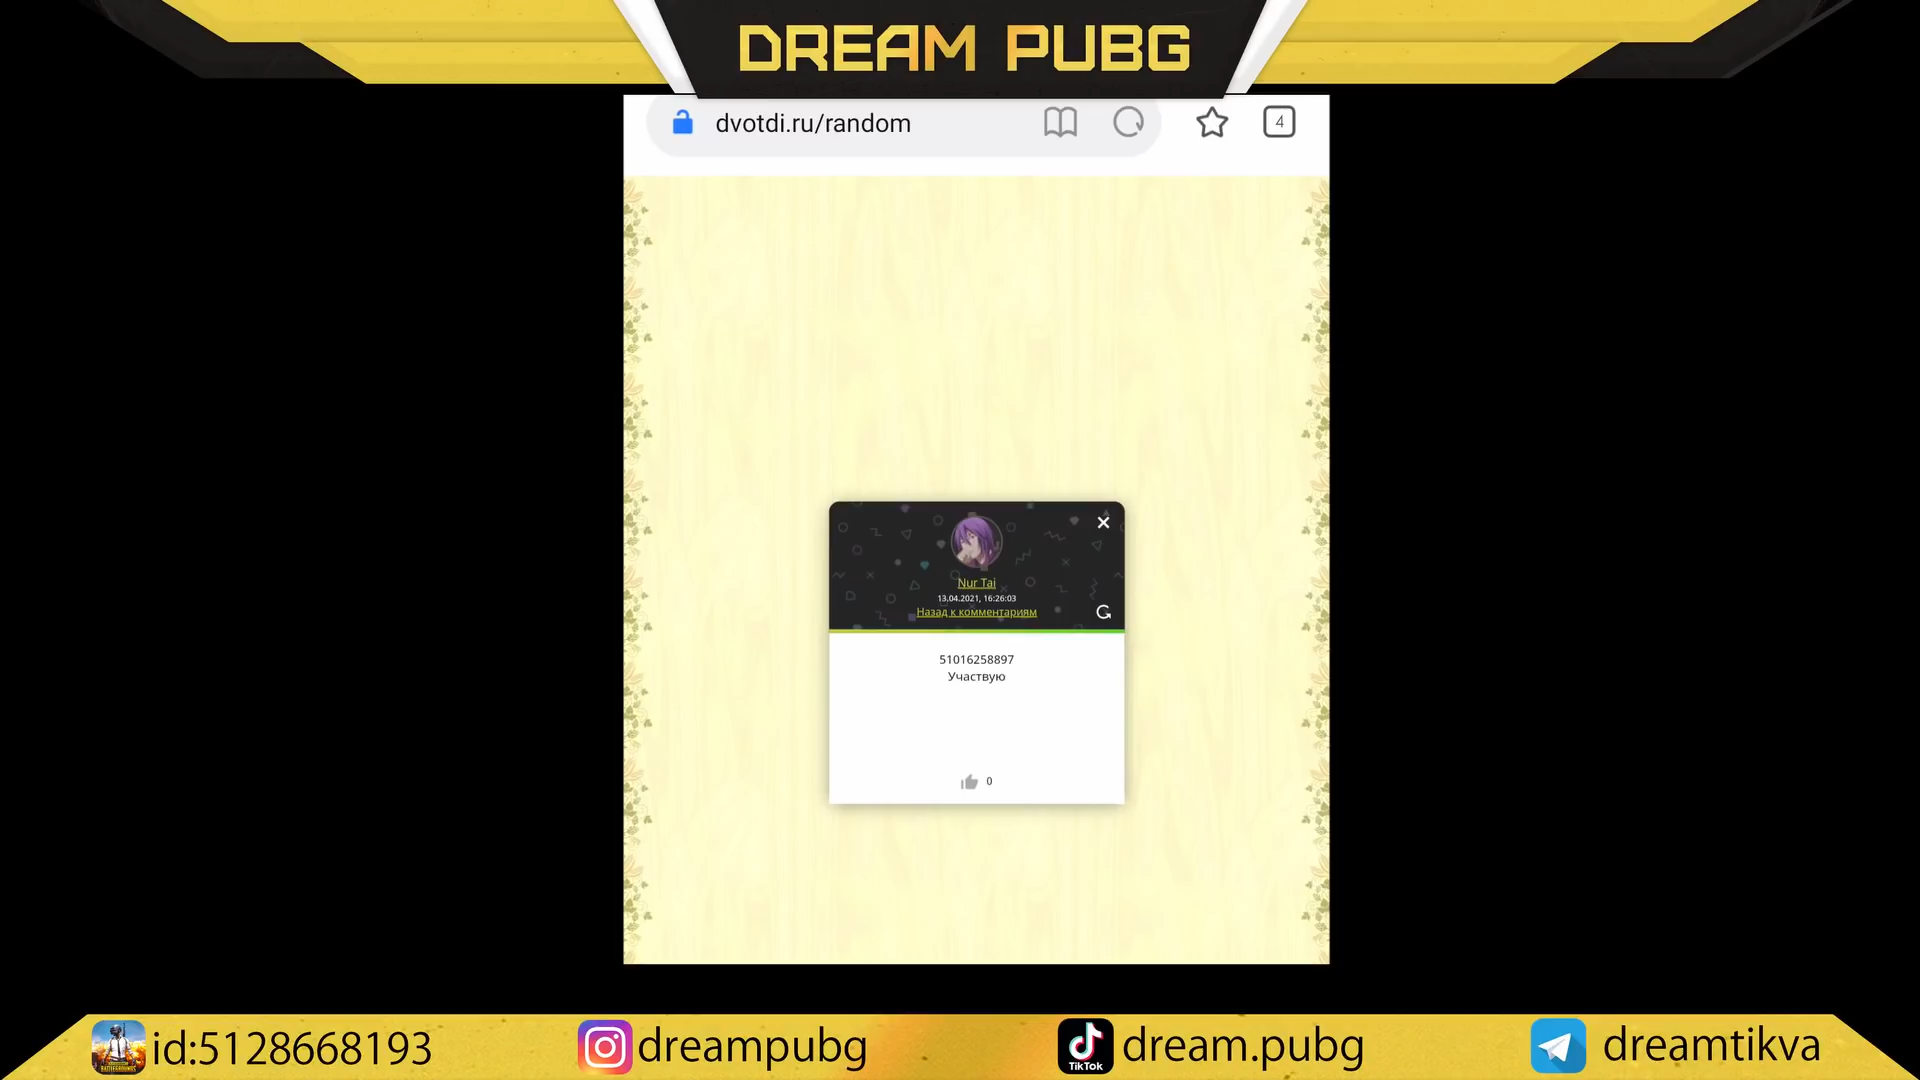 DREAM PUBG
dvotdi.ru/random
4
Nur Tai
13.04.2021, 16:26:03
Назад к комментариям
51016258897
Участвую
0
id:5128668193
dreampubg
TikTok
dream.pubg
dreamtikva